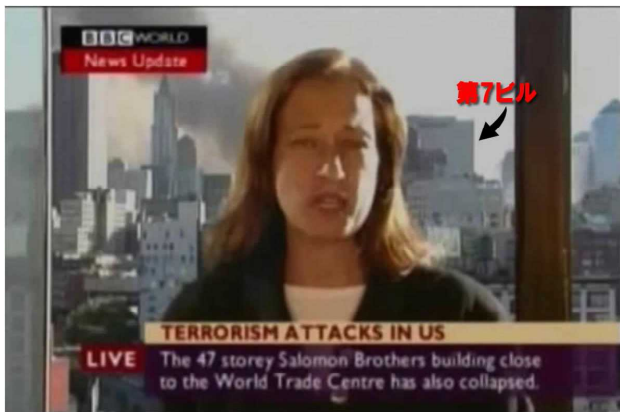 BBC WORLD
News Update
第7ビル
TERRORISM ATTACKS IN US
LIVE
The 47 storey Salomon Brothers building close
to the World Trade Centre has also collapsed.